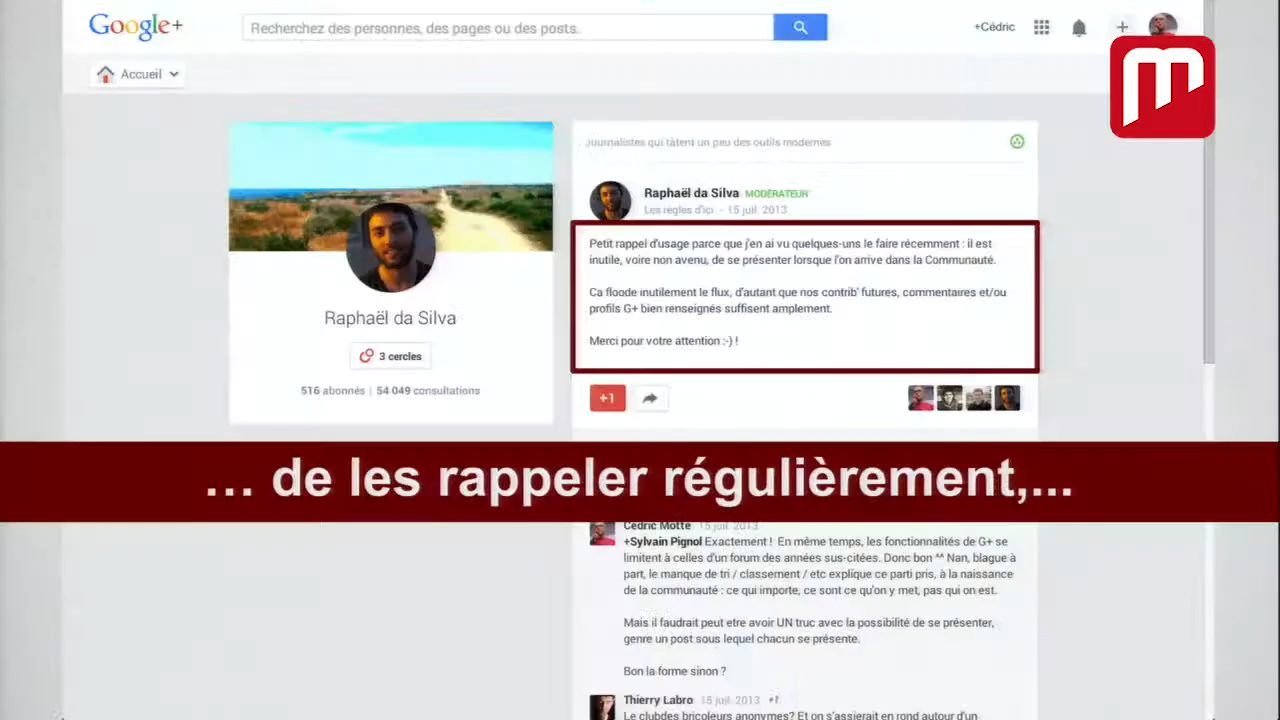 Google+
Recherchez des personnes, des pages ou des posts.
+Cédric
Accueil
Journalistes qui tâtent un peu des outils modernes
Raphaël da Silva MODÉRATEUR
Les règles d'ici - 15 juil. 2013
Petit rappel d'usage parce que j'en ai vu quelques-uns le faire récemment : il est
inutile, voire non avenu, de se présenter lorsque l'on arrive dans la Communauté.
Ca floode inutilement le flux, d'autant que nos contrib' futures, commentaires et/ou
profils G+ bien renseignés suffisent amplement.
Merci pour votre attention :-) !
Raphaël da Silva
3 cercles
516 abonnés | 54 049 consultations
+1
... de les rappeler régulièrement,...
Cédric Motte 15 juil. 2013
+Sylvain Pignol Exactement ! En même temps, les fonctionnalités de G+ se
limitent à celles d'un forum des années sus-citées. Donc bon ^^ Nan, blague à
part, le manque de tri / classement / etc explique ce parti pris, à la naissance
de la communauté : ce qui importe, ce sont ce qu'on y met, pas qui on est.
Mais il faudrait peut etre avoir UN truc avec la possibilité de se présenter,
genre un post sous lequel chacun se présente.
Bon la forme sinon ?
Thierry Labro 15 juil. 2013 +1
Le clubdes bricoleurs anonymes? Et on s'assierait en rond autour d'un